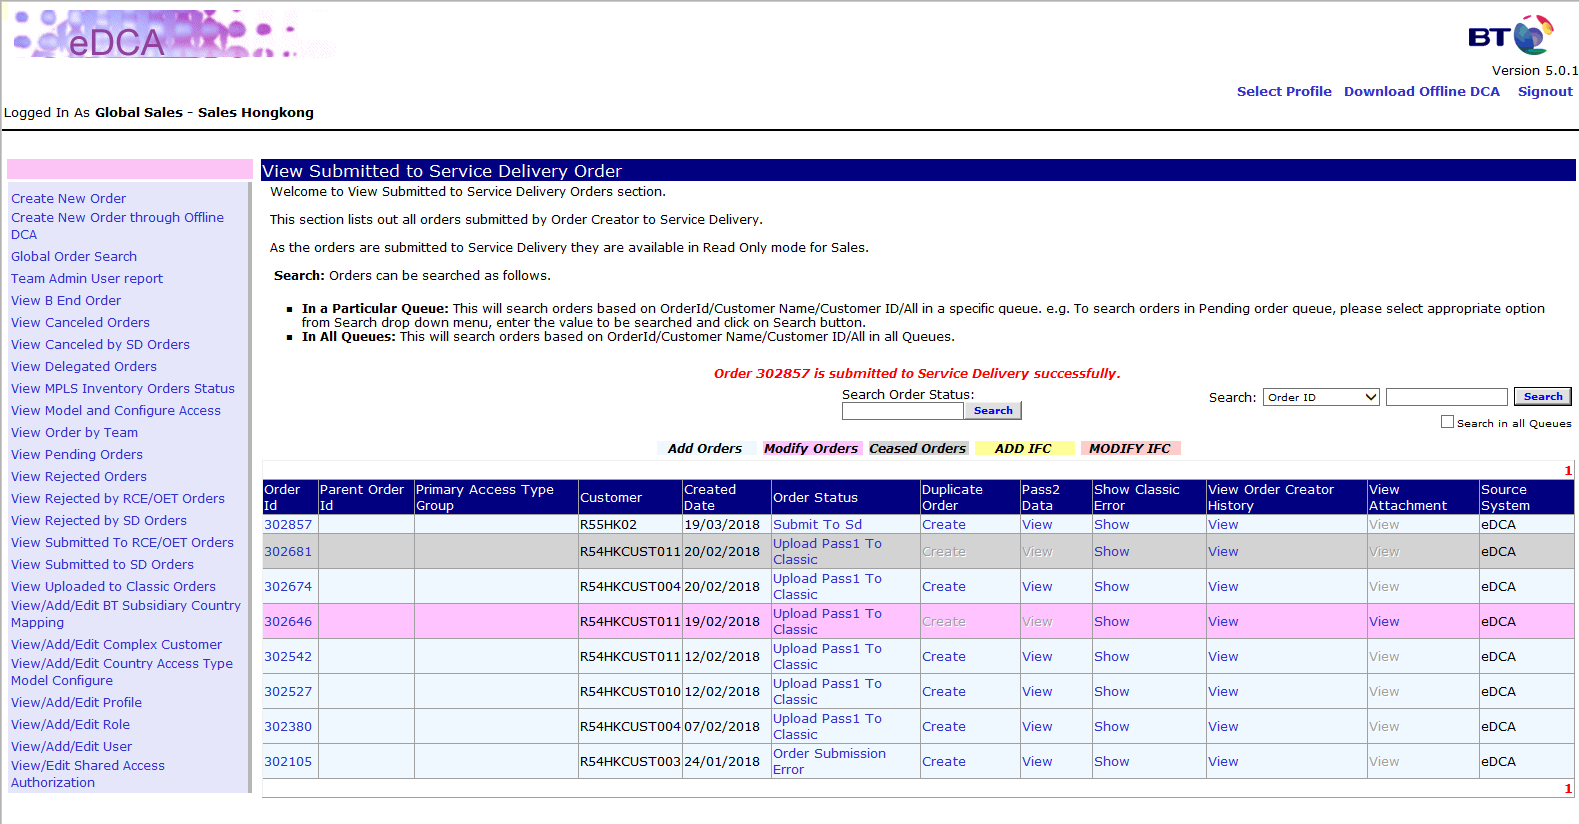 eDCA
BT
Version 5.0.1
Select Profile Download Offline DCA Signout
Logged In As Global Sales - Sales Hongkong
Create New Order
Create New Order through Offline
DCA
Global Order Search
Team Admin User report
View B End Order
View Canceled Orders
View Canceled by SD Orders
View Delegated Orders
View MPLS Inventory Orders Status
View Model and Configure Access
View Order by Team
View Pending Orders
View Rejected Orders
View Rejected by RCE/OET Orders
View Rejected by SD Orders
View Submitted To RCE/OET Orders
View Submitted to SD Orders
View Uploaded to Classic Orders
View/Add/Edit BT Subsidiary Country
Mapping
View/Add/Edit Complex Customer
View/Add/Edit Country Access Type
Model Configure
View/Add/Edit Profile
View/Add/Edit Role
View/Add/Edit User
View/Edit Shared Access
Authorization
View Submitted to Service Delivery Order
Welcome to View Submitted to Service Delivery Orders section.
This section lists out all orders submitted by Order Creator to Service Delivery.
As the orders are submitted to Service Delivery they are available in Read Only mode for Sales.
Search: Orders can be searched as follows.
▪ In a Particular Queue: This will search orders based on OrderId/Customer Name/Customer ID/All in a specific queue. e.g. To search orders in Pending order queue, please select appropriate option
from Search drop down menu, enter the value to be searched and click on Search button.
▪ In All Queues: This will search orders based on OrderId/Customer Name/Customer ID/All in all Queues.
Order 302857 is submitted to Service Delivery successfully.
Search Order Status:
Search
Search: Order ID Search
Search in all Queues
Add Orders Modify Orders Ceased Orders ADD IFC MODIFY IFC
1
Order Id Parent Order Id Primary Access Type Group Customer Created Date Order Status Duplicate Order Pass2 Data Show Classic Error View Order Creator History View Attachment Source System
302857 R55HK02 19/03/2018 Submit To Sd Create View Show View View eDCA
302681 R54HKCUST011 20/02/2018 Upload Pass1 To Classic Create View Show View View eDCA
302674 R54HKCUST004 20/02/2018 Upload Pass1 To Classic Create View Show View View eDCA
302646 R54HKCUST011 19/02/2018 Upload Pass1 To Classic Create View Show View View eDCA
302542 R54HKCUST011 12/02/2018 Upload Pass1 To Classic Create View Show View View eDCA
302527 R54HKCUST010 12/02/2018 Upload Pass1 To Classic Create View Show View View eDCA
302380 R54HKCUST004 07/02/2018 Upload Pass1 To Classic Create View Show View View eDCA
302105 R54HKCUST003 24/01/2018 Order Submission Error Create View Show View View eDCA
1